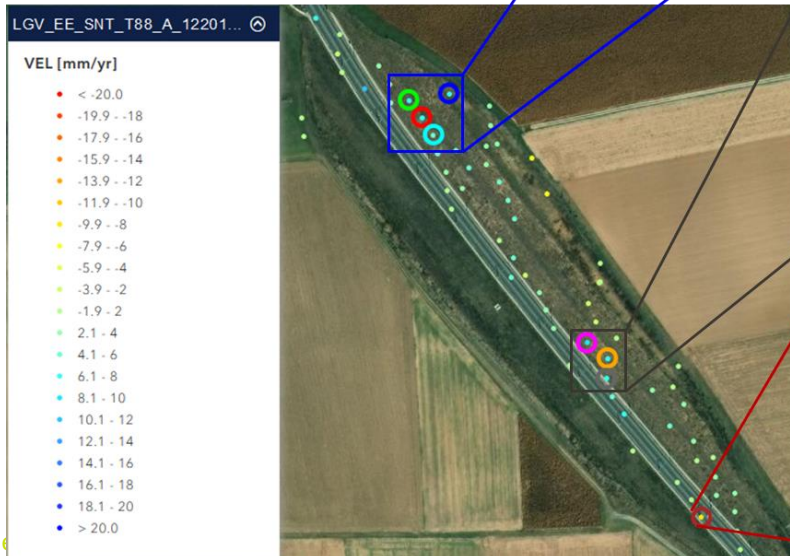 LGV_EE_SNT_T88_A_12201...
VEL [mm/yr]
< -20.0
-19.9 - -18
-17.9 - -16
-15.9 - -14
-13.9 - -12
-11.9 - -10
-9.9 - -8
-7.9 - -6
-5.9 - -4
-3.9 - -2
-1.9 - 2
2.1 - 4
4.1 - 6
6.1 - 8
8.1 - 10
10.1 - 12
12.1 - 14
14.1 - 16
16.1 - 18
18.1 - 20
> 20.0